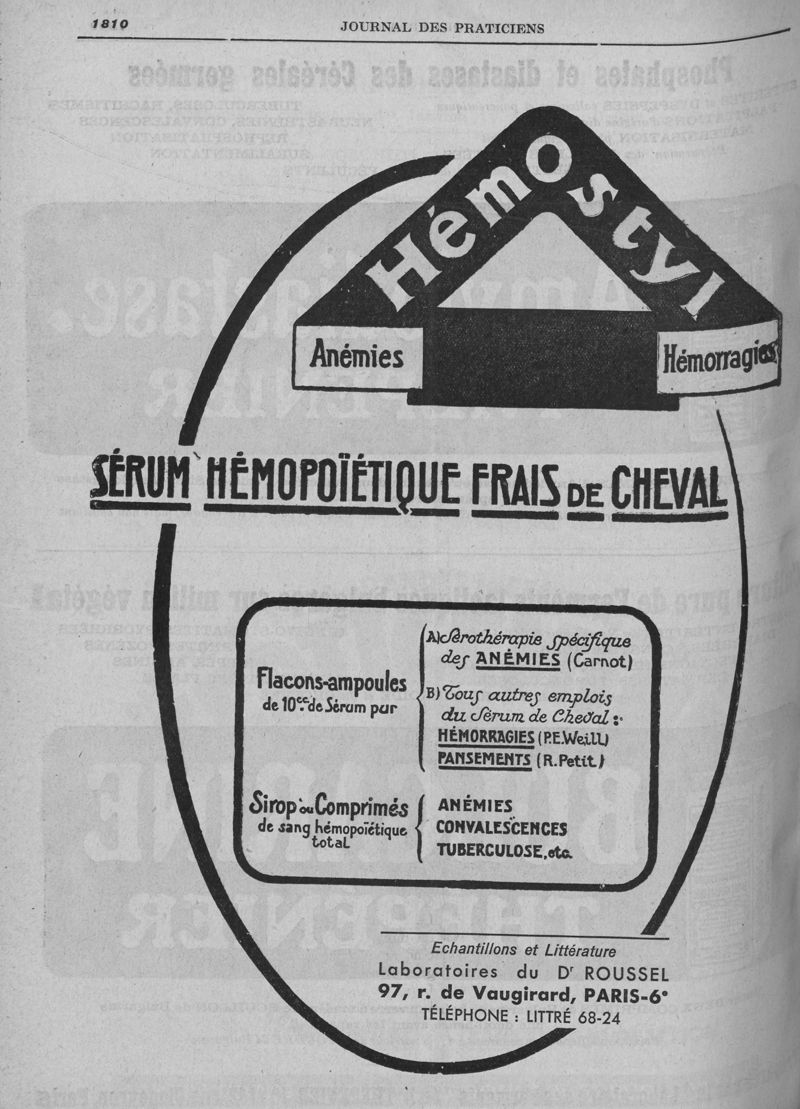 1810
JOURNAL DES PRATICIENS
Hémostyl
Anémies
Hémorragies
SÉRUM HÉMOPOÏÉTIQUE FRAIS DE CHEVAL
Flacons-ampoules
de 10cc. de Sérum pur
A) Sérothérapie spécifique
des ANÉMIES (Carnot)
B) Tous autres emplois
du Sérum de Cheval :
HÉMORRAGIES (P.E.Weill)
PANSEMENTS (R.Petit)
Sirop ou Comprimés
de sang hémopoïétique
total
ANÉMIES
CONVALESCENCES
TUBERCULOSE, etc.
Echantillons et Littérature
Laboratoires du Dr ROUSSEL
97, r. de Vaugirard, PARIS-6e
TÉLÉPHONE : LITTRÉ 68-24